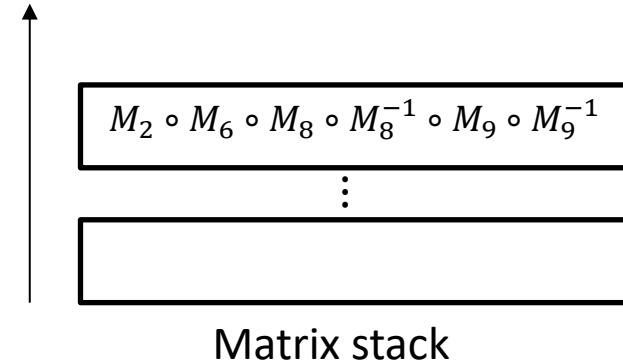 M₂ ∘ M₆ ∘ M₈ ∘ M₈⁻¹ ∘ M₉ ∘ M₉⁻¹
⋮
Matrix stack